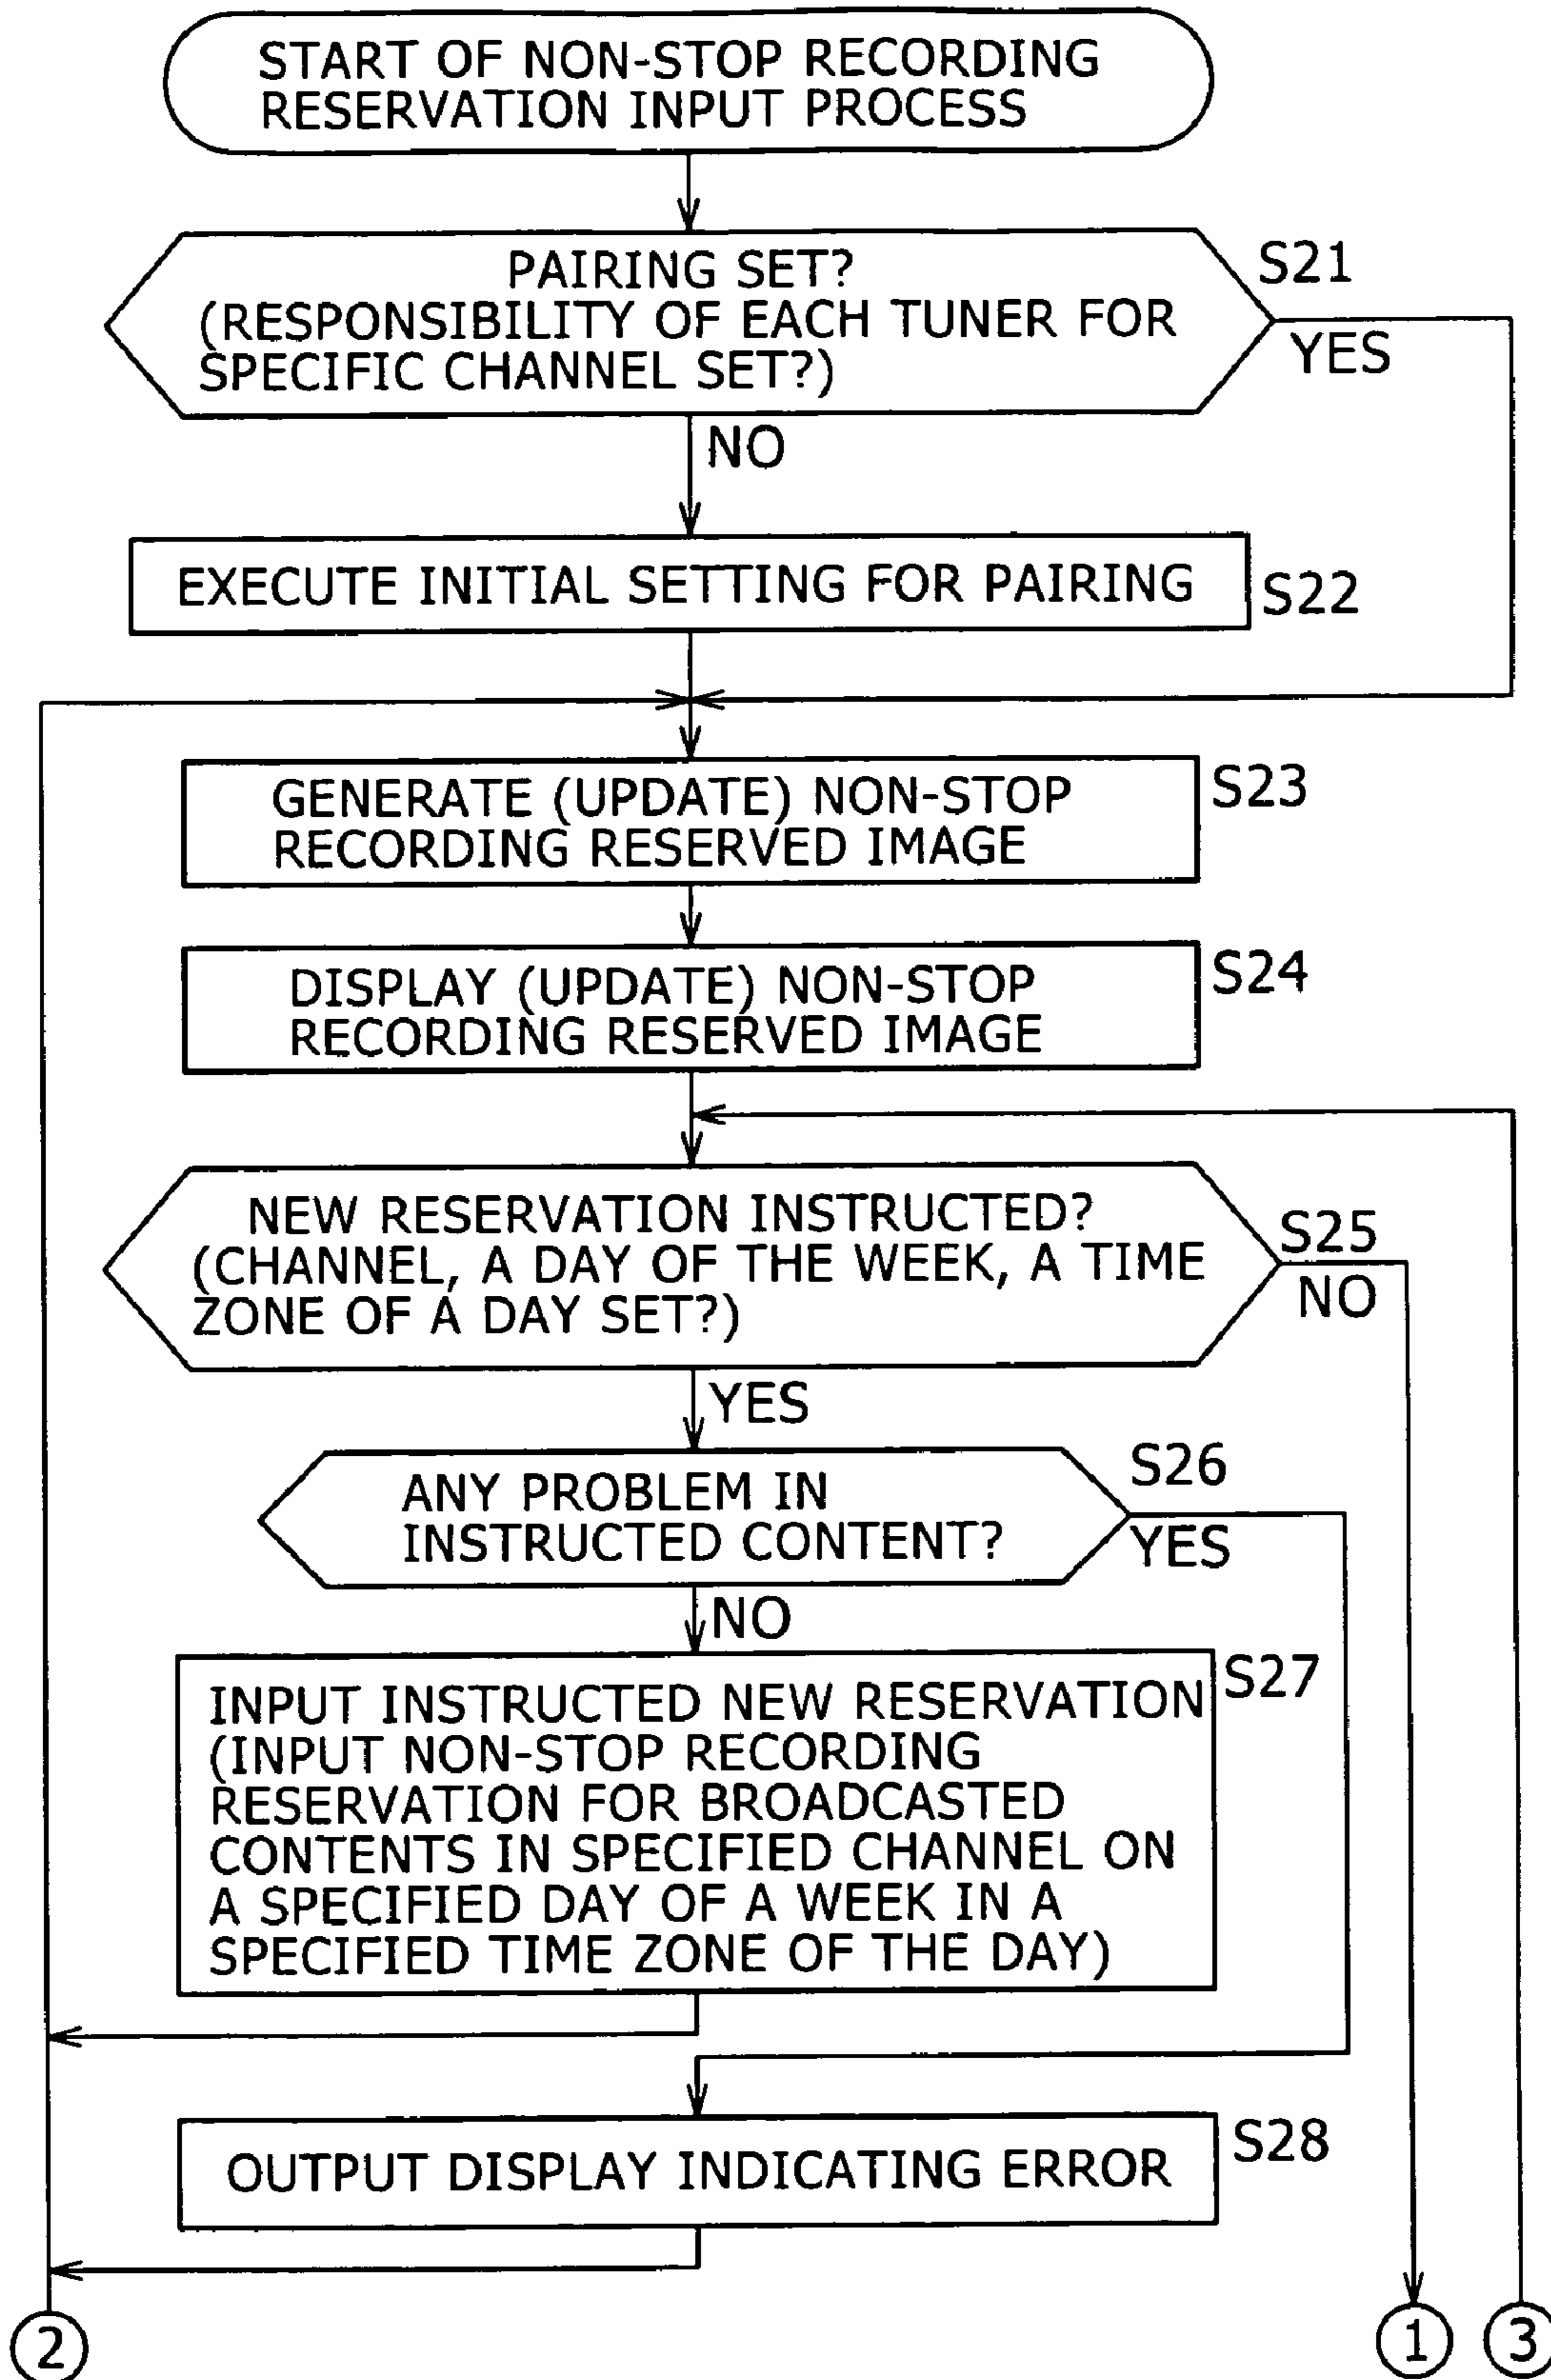 START OF NON-STOP RECORDING
RESERVATION INPUT PROCESS
PAIRING SET?
(RESPONSIBILITY OF EACH TUNER FOR
SPECIFIC CHANNEL SET?)
S21
YES
NO
EXECUTE INITIAL SETTING FOR PAIRING
S22
GENERATE (UPDATE) NON-STOP
RECORDING RESERVED IMAGE
S23
DISPLAY (UPDATE) NON-STOP
RECORDING RESERVED IMAGE
S24
NEW RESERVATION INSTRUCTED?
(CHANNEL, A DAY OF THE WEEK, A TIME
ZONE OF A DAY SET?)
S25
NO
YES
ANY PROBLEM IN
INSTRUCTED CONTENT?
S26
YES
NO
INPUT INSTRUCTED NEW RESERVATION
(INPUT NON-STOP RECORDING
RESERVATION FOR BROADCASTED
CONTENTS IN SPECIFIED CHANNEL ON
A SPECIFIED DAY OF A WEEK IN A
SPECIFIED TIME ZONE OF THE DAY)
S27
OUTPUT DISPLAY INDICATING ERROR
S28
2
1
3